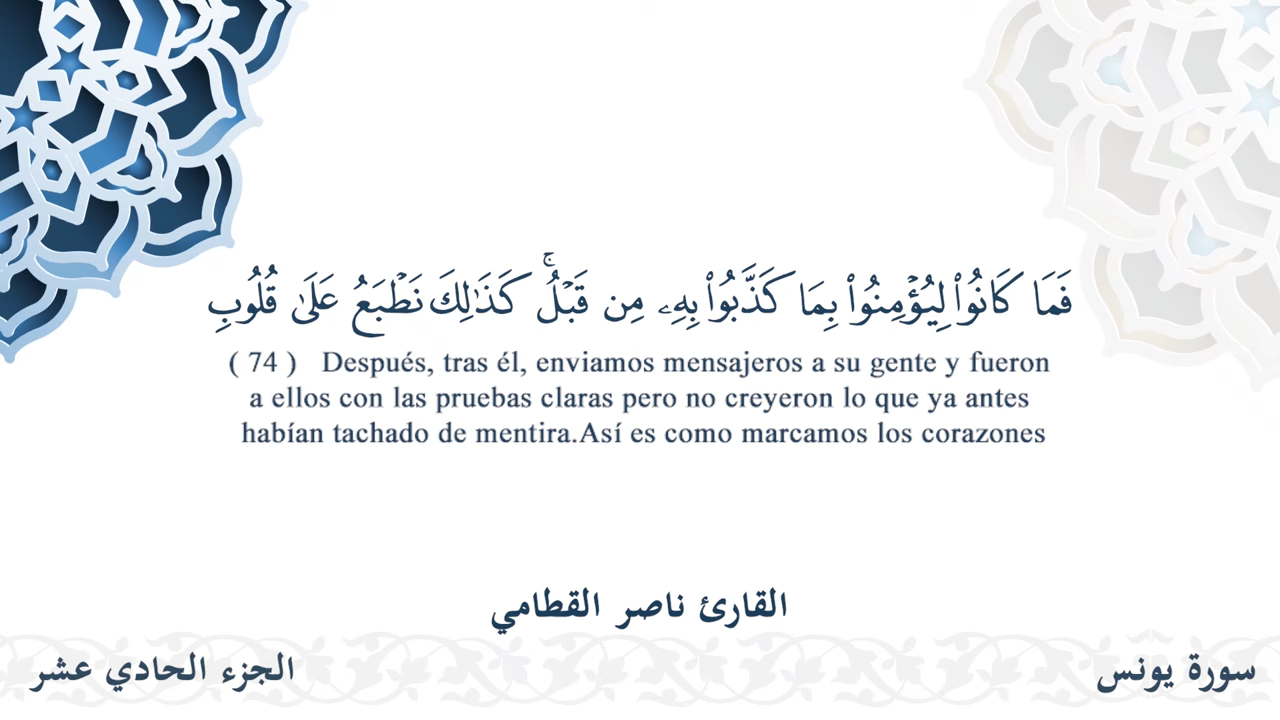 فَمَا كَانُوا۟ لِيُؤْمِنُوا۟ بِمَا كَذَّبُوا۟ بِهِۦ مِن قَبْلُ ۚ كَذَٰلِكَ نَطْبَعُ عَلَىٰ قُلُوبِ
( 74 ) Después, tras él, enviamos mensajeros a su gente y fueron
a ellos con las pruebas claras pero no creyeron lo que ya antes
habían tachado de mentira.Así es como marcamos los corazones
القارئ ناصر القطامي
سورة يونس
الجزء الحادي عشر